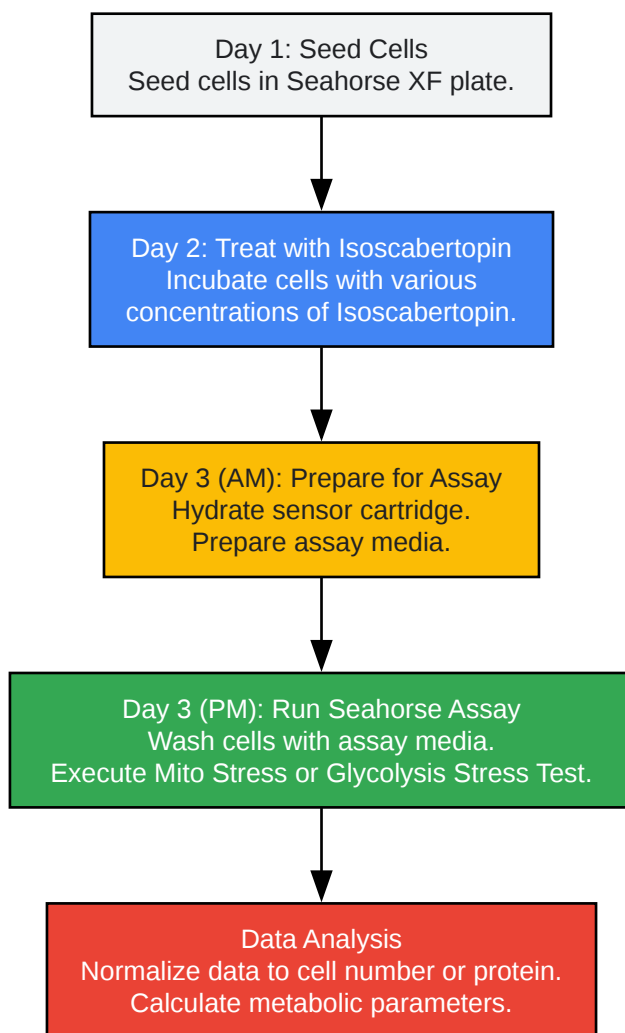 Day 1: Seed Cells
Seed cells in Seahorse XF plate.
Day 2: Treat with Isoscabertopin
Incubate cells with various
concentrations of Isoscabertopin.
Day 3 (AM): Prepare for Assay
Hydrate sensor cartridge.
Prepare assay media.
Day 3 (PM): Run Seahorse Assay
Wash cells with assay media.
Execute Mito Stress or Glycolysis Stress Test.
Data Analysis
Normalize data to cell number or protein.
Calculate metabolic parameters.